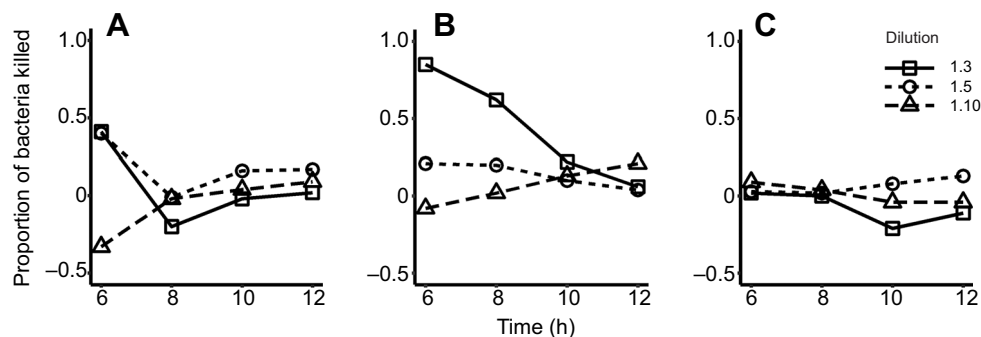 A B C
Proportion of bacteria killed
1.0 1.0 1.0
0.5 0.5 0.5
0 0 0
–0.5 –0.5 –0.5
6 8 10 12 6 8 10 12 6 8 10 12
Time (h)
Dilution
1.3
1.5
1.10